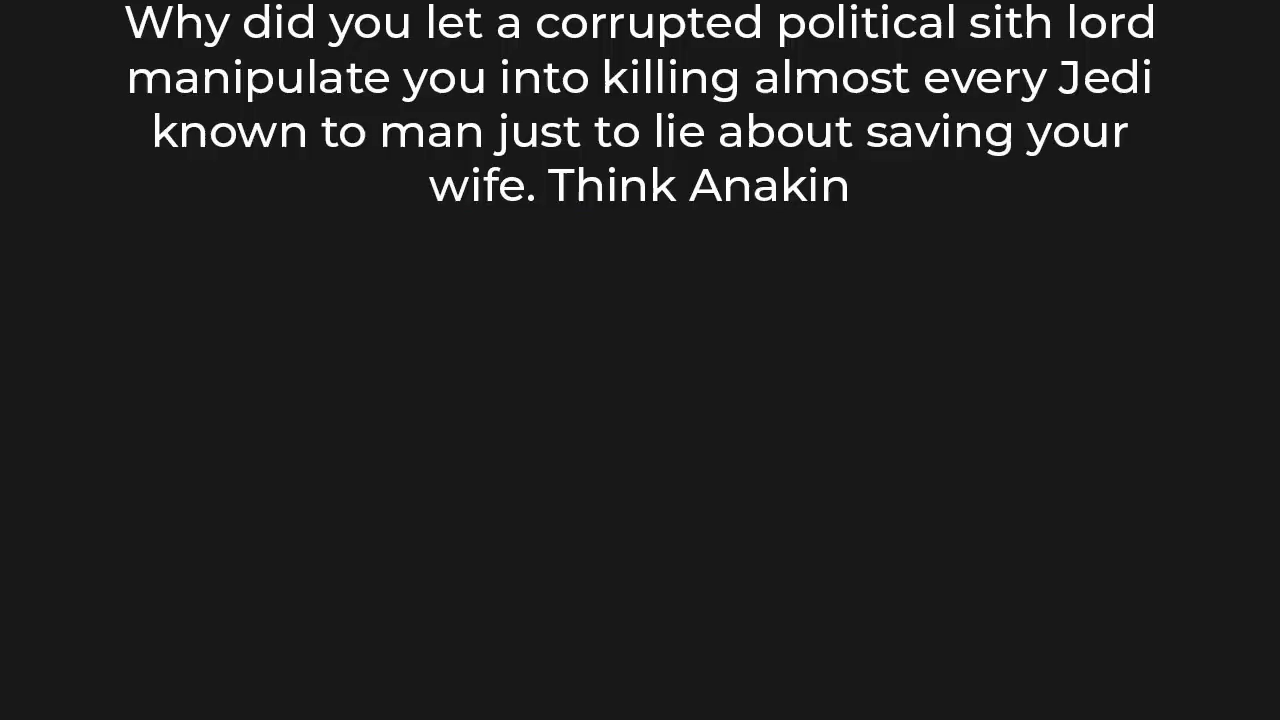 Why did you let a corrupted political sith lord
manipulate you into killing almost every Jedi
known to man just to lie about saving your
wife. Think Anakin